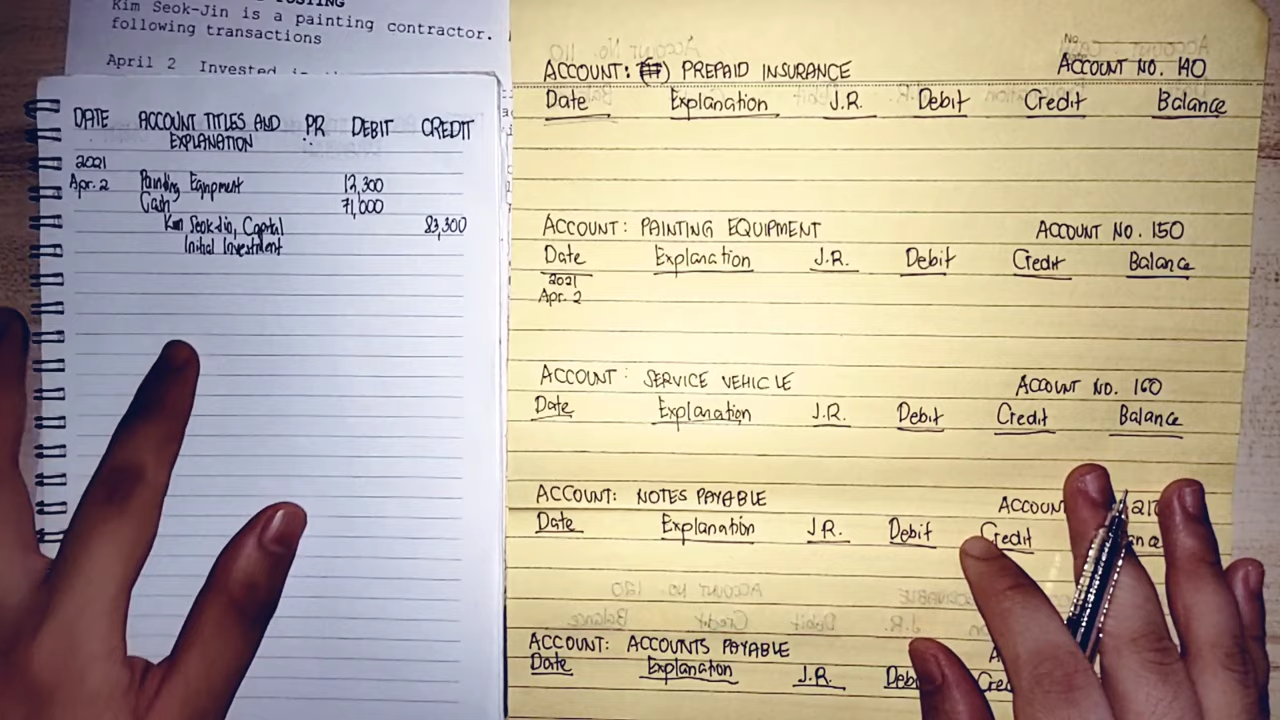 Kim Seok-Jin is a painting contractor.
following transactions
April 2 Invested
DATE ACCOUNT TITLES AND EXPLANATION PR DEBIT CREDIT
2021
Apr. 2 Painting Equipment 12,300
Cash 71,000
Kim Seok-Jin, Capital 83,300
Initial Investment
No.
ACCOUNT: PREPAID INSURANCE ACCOUNT NO. 140
Date Explanation J.R. Debit Credit Balance
ACCOUNT: PAINTING EQUIPMENT ACCOUNT NO. 150
Date Explanation J.R. Debit Credit Balance
2021
Apr. 2
ACCOUNT: SERVICE VEHICLE ACCOUNT NO. 160
Date Explanation J.R. Debit Credit Balance
ACCOUNT: NOTES PAYABLE ACCOUNT
Date Explanation J.R. Debit Credit
ACCOUNT: ACCOUNTS PAYABLE
Date Explanation J.R.